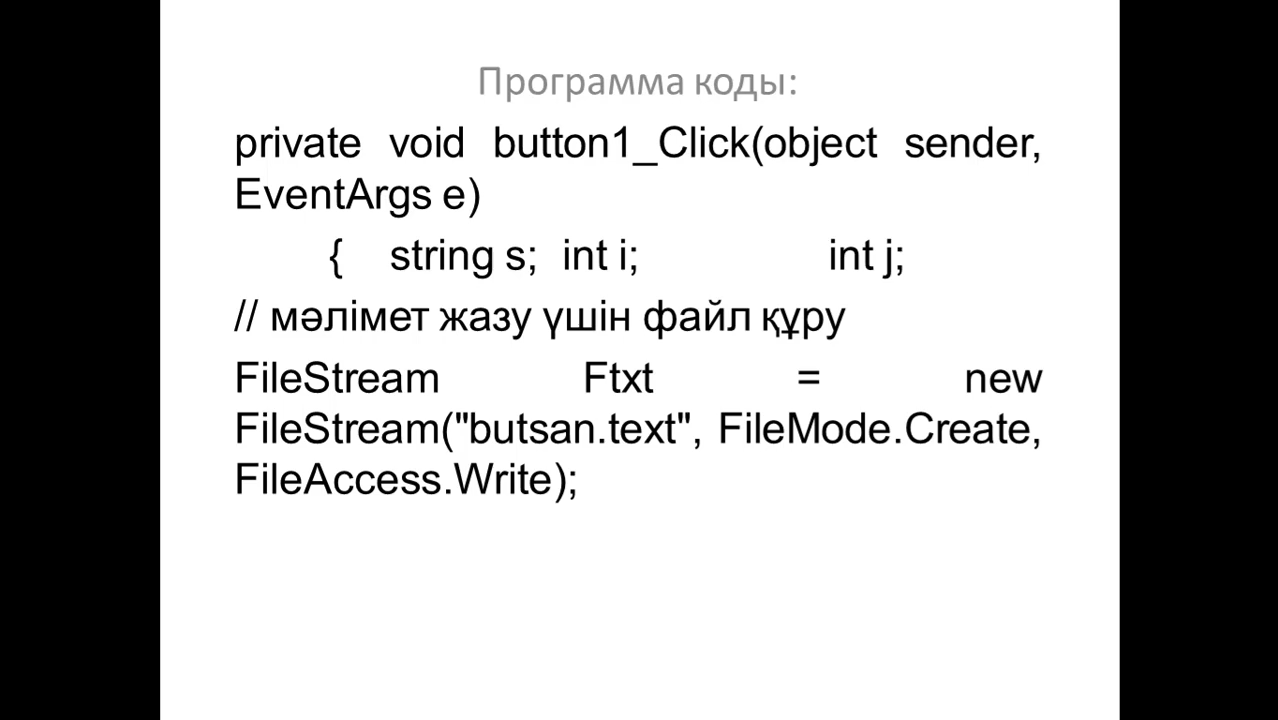 Программа коды:
private void button1_Click(object sender,
EventArgs e)
{ string s; int i; int j;
// мәлімет жазу үшін файл құру
FileStream Ftxt = new
FileStream("butsan.text", FileMode.Create,
FileAccess.Write);